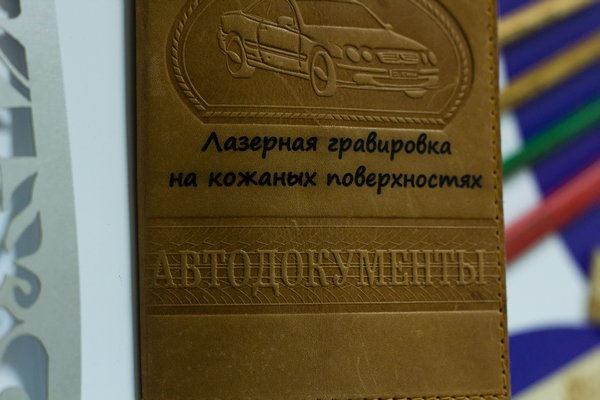 Лазерная гравировка
на кожаных поверхностях
АВТОДОКУМЕНТЫ